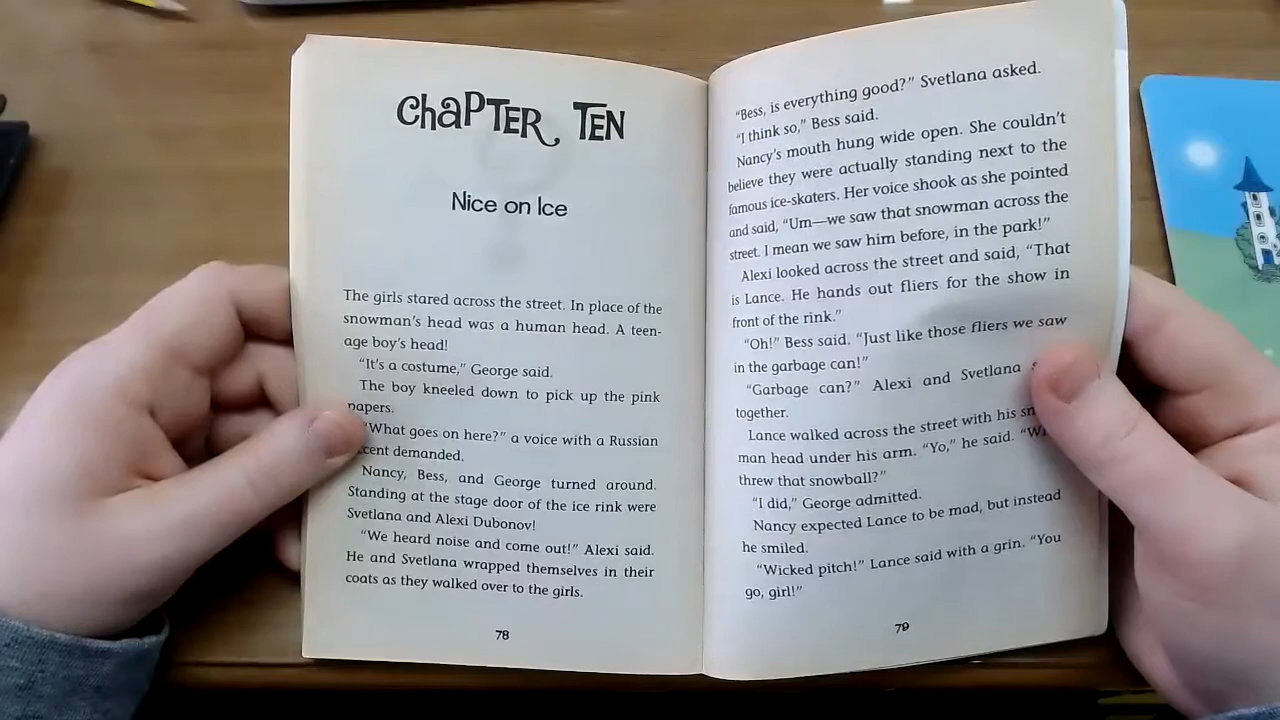 ChaPTER TEN
Nice on Ice
The girls stared across the street. In place of the
snowman's head was a human head. A teen-
age boy's head!
"It's a costume," George said.
The boy kneeled down to pick up the pink
papers.
"What goes on here?" a voice with a Russian
cent demanded.
Nancy, Bess, and George turned around.
Standing at the stage door of the ice rink were
Svetlana and Alexi Dubonov!
"We heard noise and come out!" Alexi said.
He and Svetlana wrapped themselves in their
coats as they walked over to the girls.
78
"Bess, is everything good?" Svetlana asked.
"I think so," Bess said.
Nancy's mouth hung wide open. She couldn't
believe they were actually standing next to the
famous ice-skaters. Her voice shook as she pointed
and said, "Um—we saw that snowman across the
street. I mean we saw him before, in the park!"
Alexi looked across the street and said, "That
is Lance. He hands out fliers for the show in
front of the rink."
"Oh!" Bess said. "Just like those fliers we saw
in the garbage can!"
"Garbage can?" Alexi and Svetlana
together.
Lance walked across the street with his
man head under his arm. "Yo," he said.
threw that snowball?"
"I did," George admitted.
Nancy expected Lance to be mad, but instead
he smiled.
"Wicked pitch!" Lance said with a grin. "You
go, girl!"
79